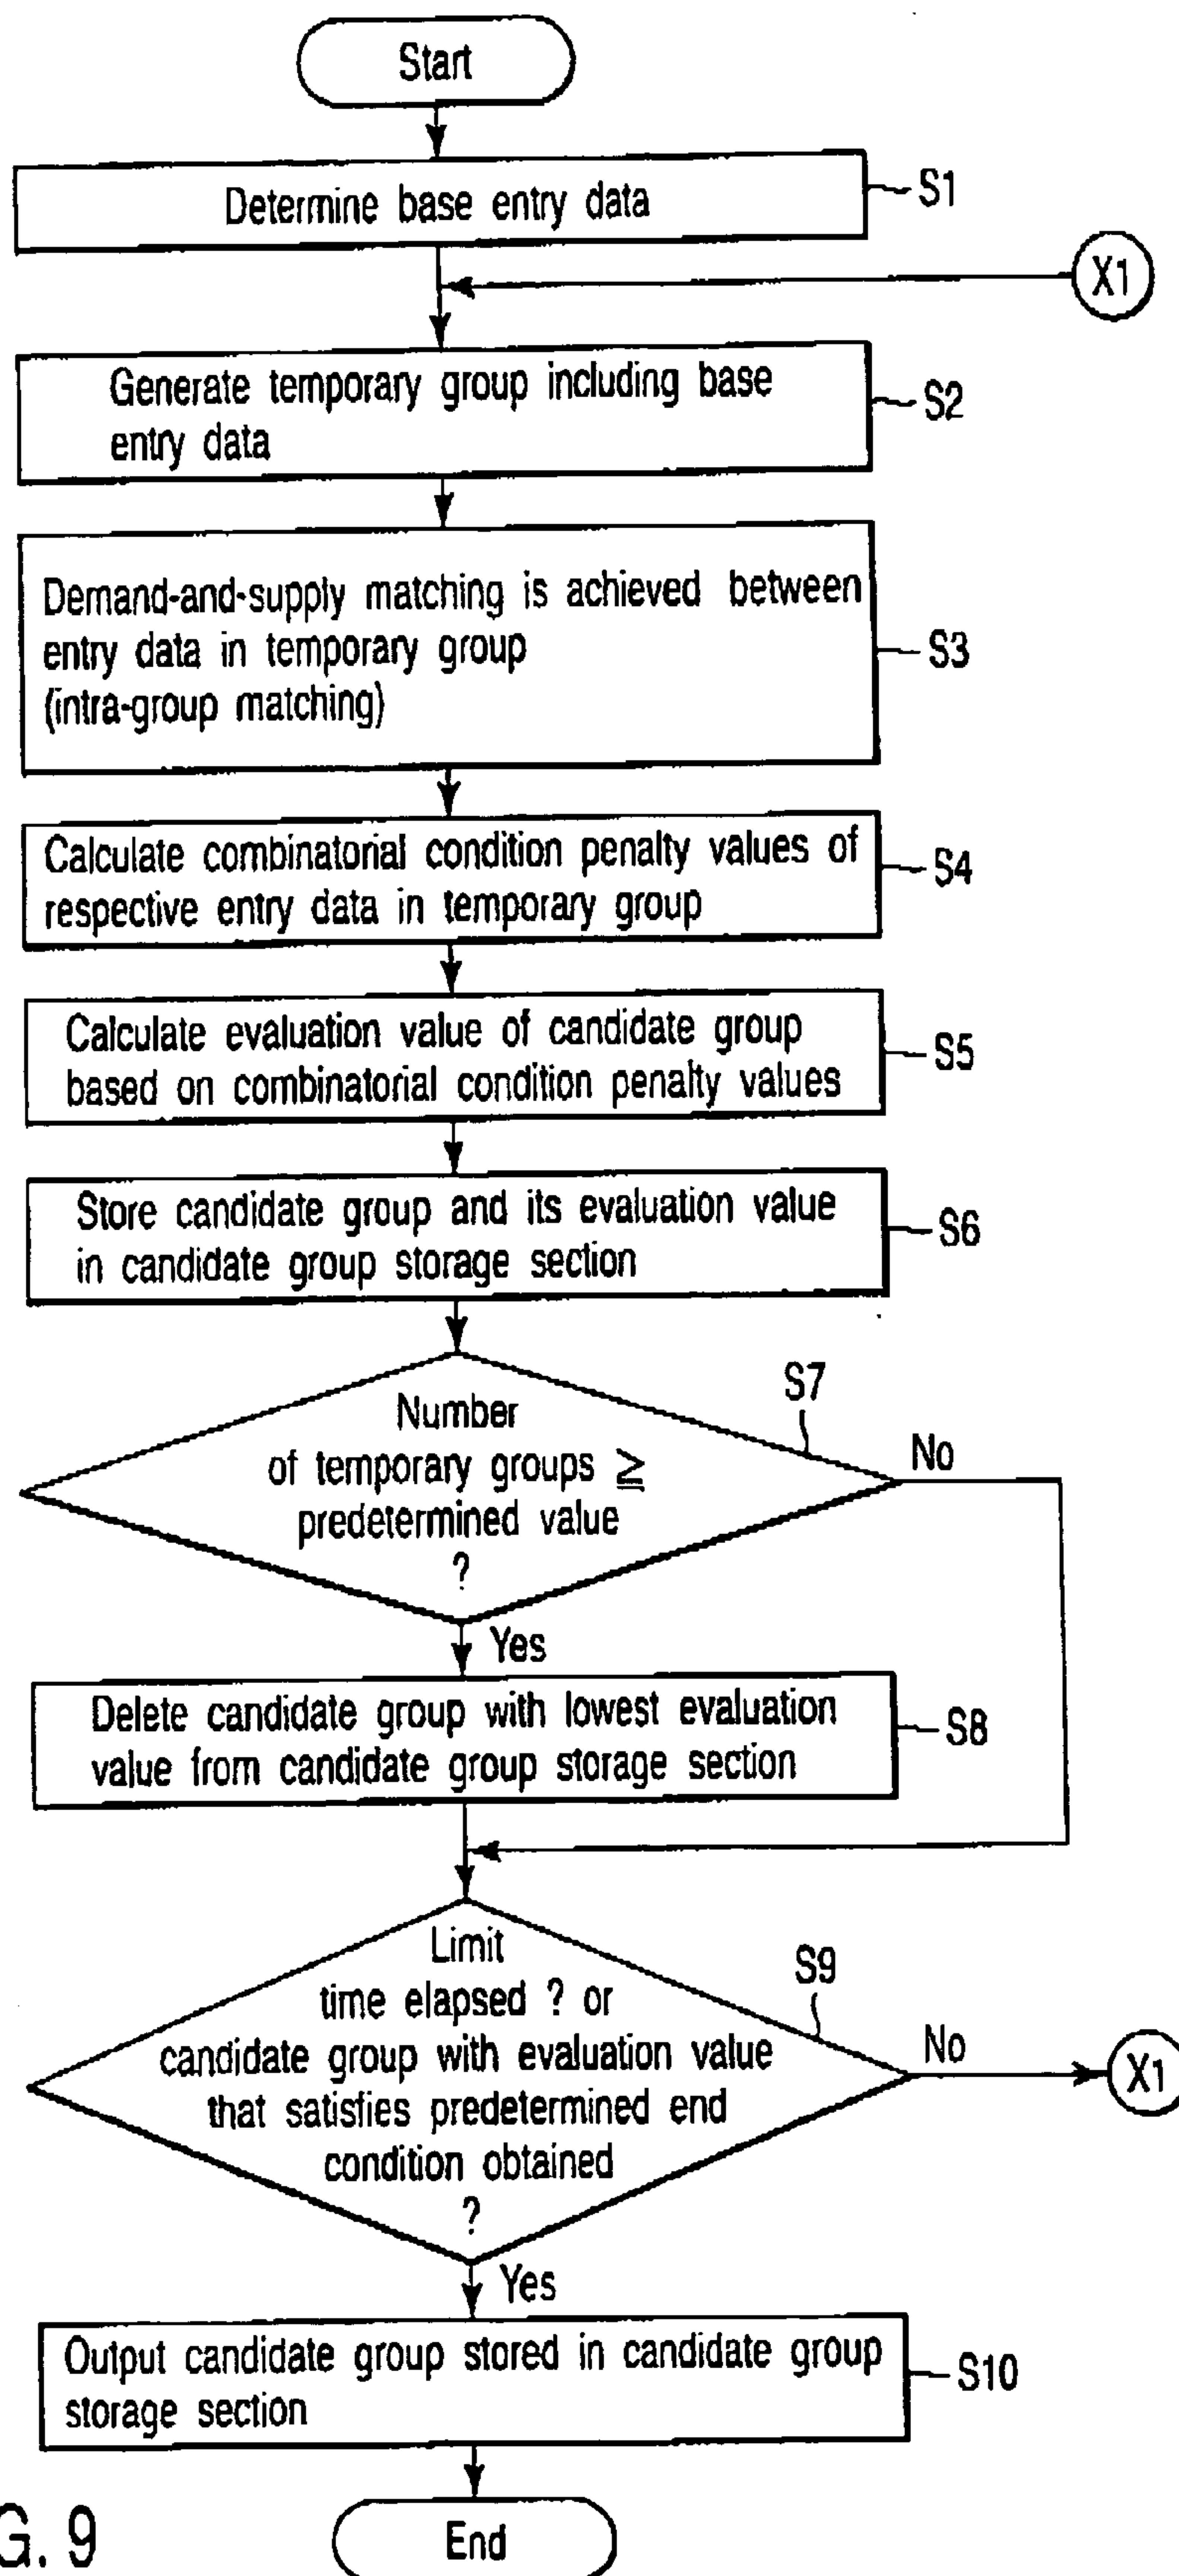 Start
Determine base entry data
S1
X1
Generate temporary group including base
entry data
S2
Demand-and-supply matching is achieved between
entry data in temporary group
(intra-group matching)
S3
Calculate combinatorial condition penalty values of
respective entry data in temporary group
S4
Calculate evaluation value of candidate group
based on combinatorial condition penalty values
S5
Store candidate group and its evaluation value
in candidate group storage section
S6
S7
Number
of temporary groups ≧
predetermined value
?
No
Yes
Delete candidate group with lowest evaluation
value from candidate group storage section
S8
Limit
time elapsed ? or
candidate group with evaluation value
that satisfies predetermined end
condition obtained
?
S9
No
X1
Yes
Output candidate group stored in candidate group
storage section
S10
End
G. 9